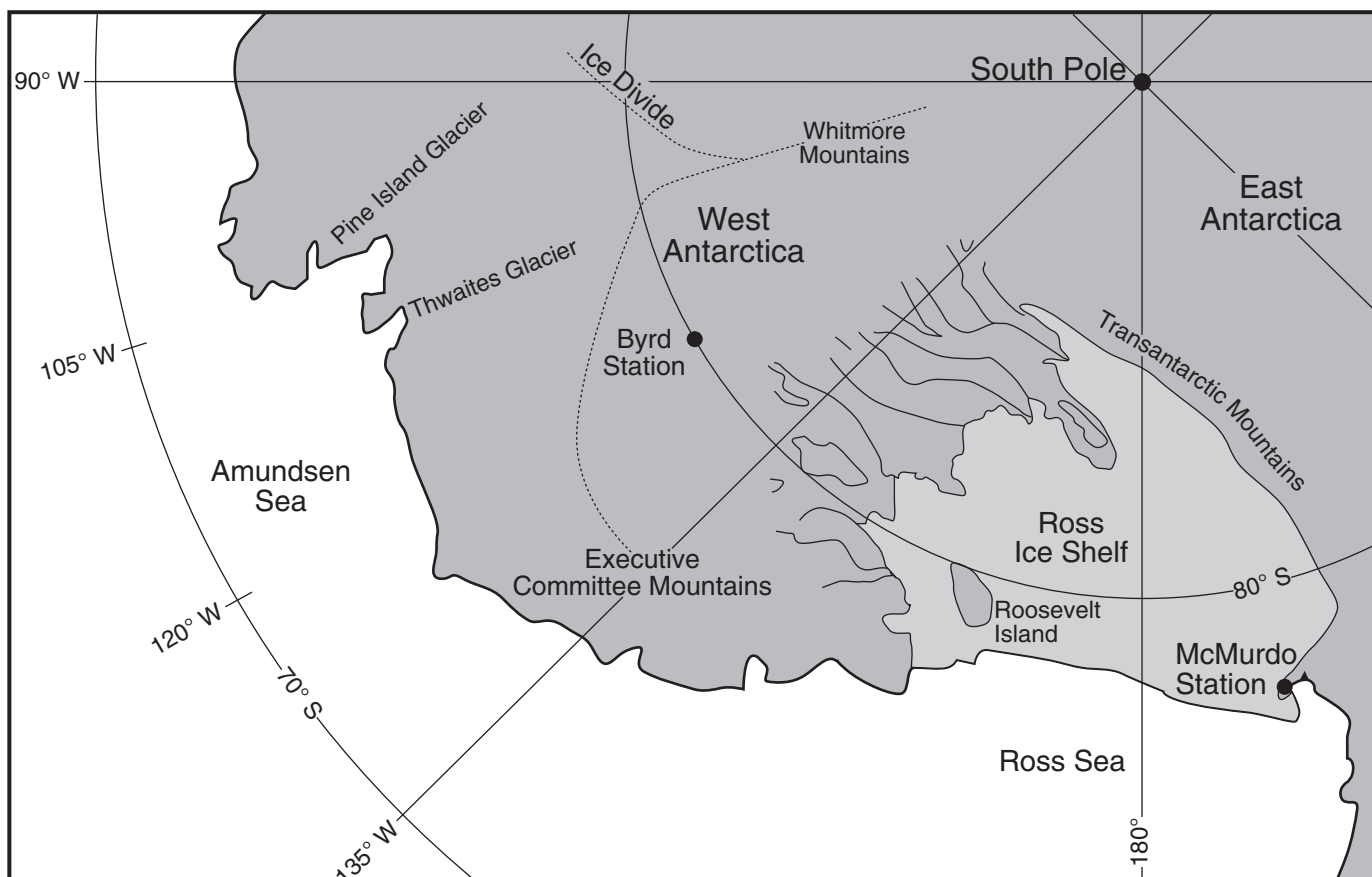 90° W
Ice Divide
South Pole
Pine Island Glacier
Whitmore
Mountains
East
Antarctica
West
Antarctica
Thwaites Glacier
Byrd
Station
105° W
Transantarctic Mountains
Amundsen
Sea
Ross
Ice Shelf
Executive
Committee Mountains
80° S
Roosevelt
Island
120° W
McMurdo
Station
70° S
Ross Sea
135° W
180°